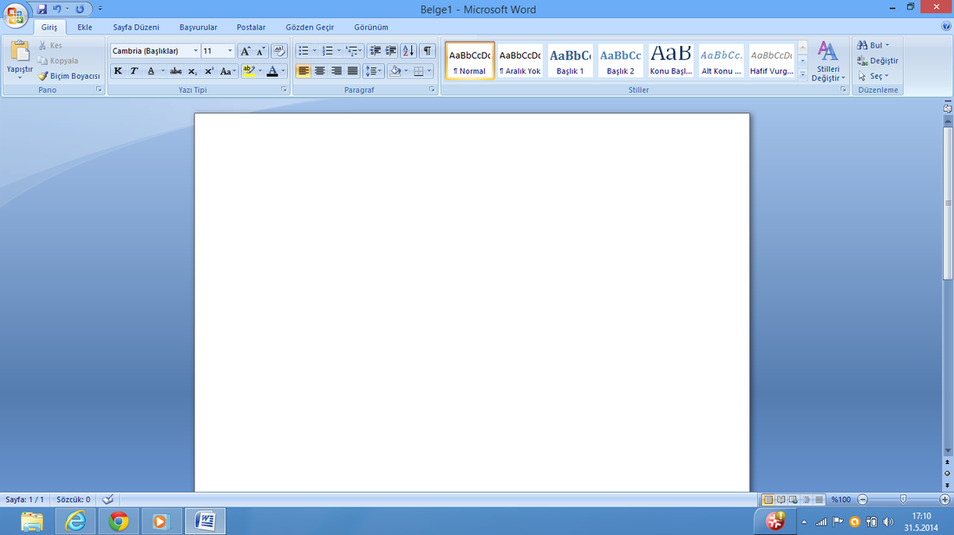 Belge1 - Microsoft Word
Giriş Ekle Sayfa Düzeni Başvurular Postalar Gözden Geçir Görünüm
Yapıştır
Kes
Kopyala
Biçim Boyacısı
Pano
Cambria (Başlıklar) 11
K T A abc x₂ x² Aa
Yazı Tipi
Paragraf
AaBbCcDc AaBbCcDc AaBbCc AaBbCc AaB AaBbCc. AaBbCcDc
¶ Normal ¶ Aralık Yok Başlık 1 Başlık 2 Konu Başl... Alt Konu ... Hafif Vurg...
Stilleri
Değiştir
Stiller
Bul
Değiştir
Seç
Düzenleme
Sayfa: 1 / 1 Sözcük: 0
%100
17:10
31.5.2014